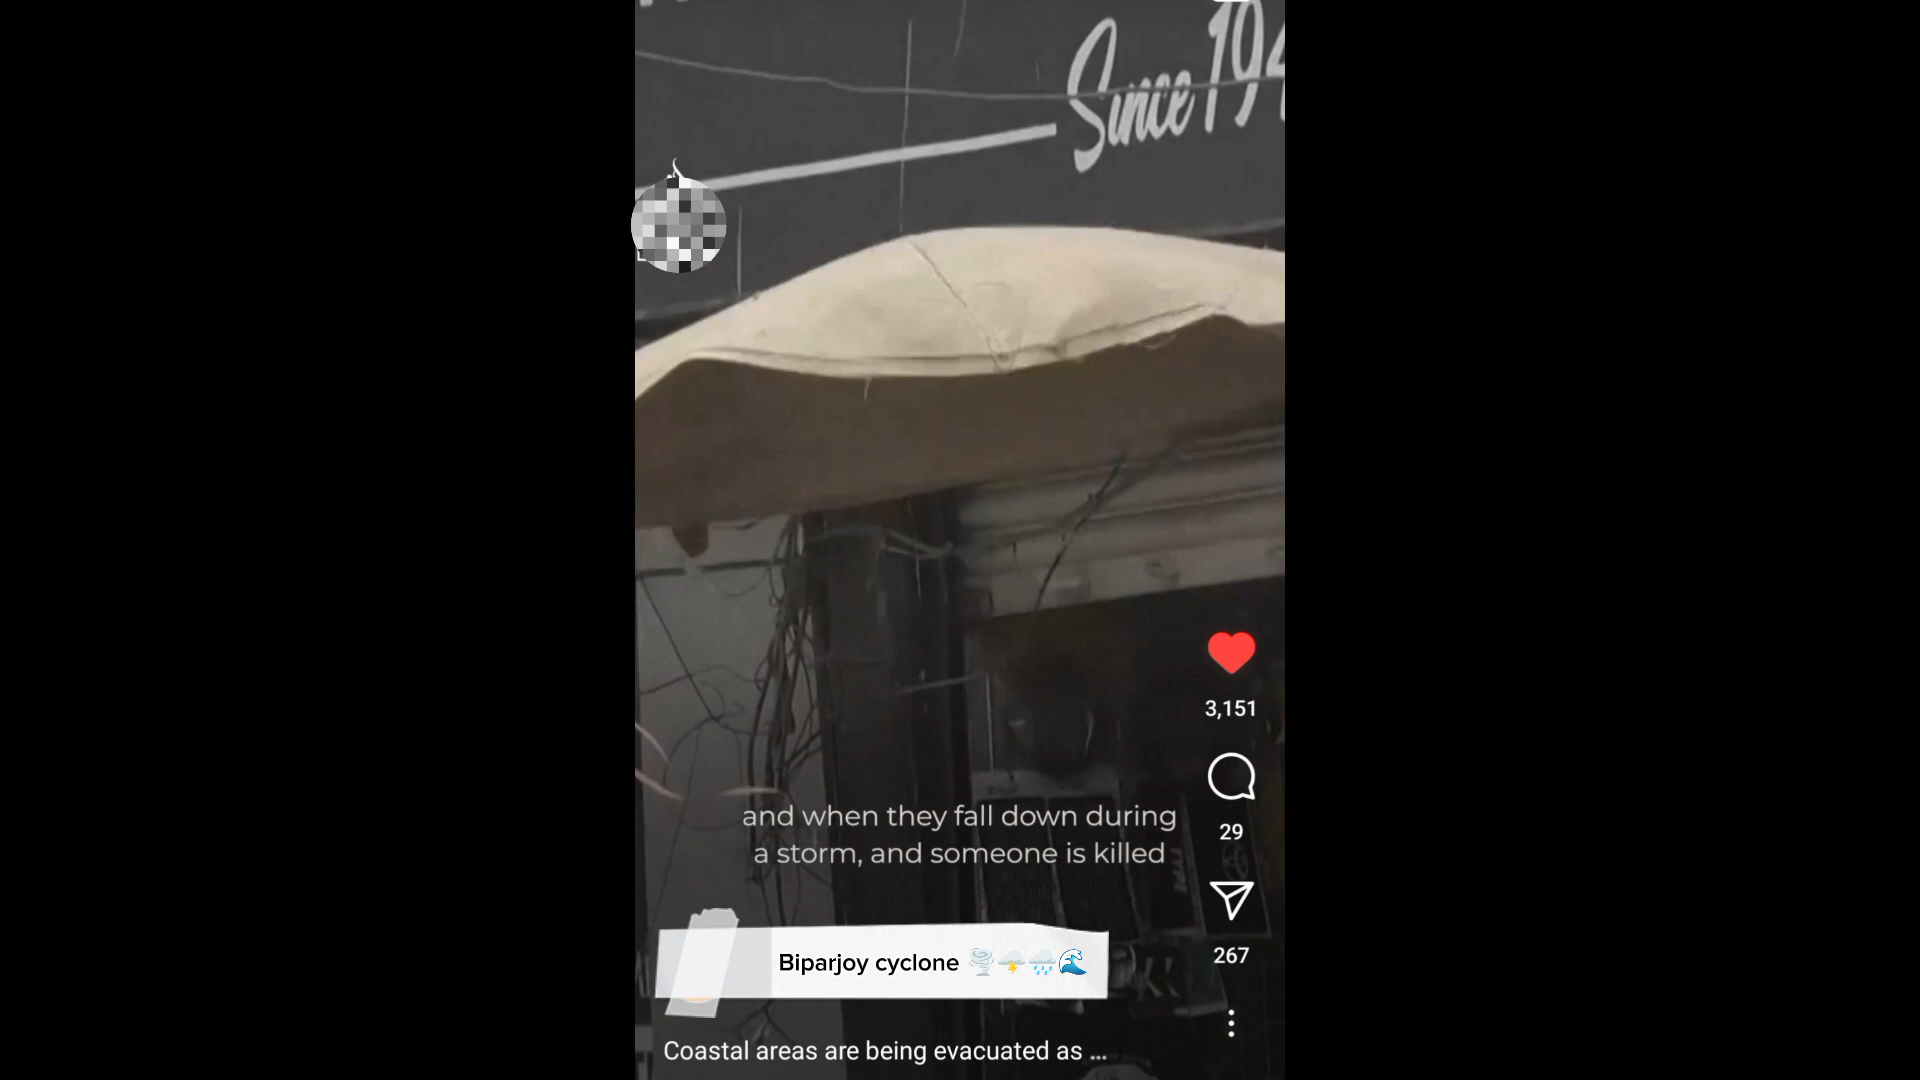 Since 194
and when they fall down during
a storm, and someone is killed
3,151
29
267
Biparjoy cyclone 🌪️🌩️🌧️🌊
Coastal areas are being evacuated as ...